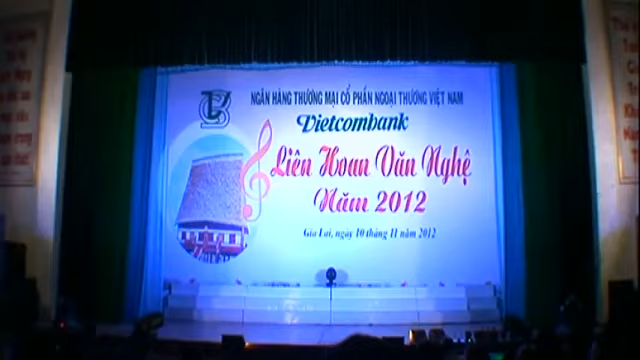 NGÂN HÀNG THƯƠNG MẠI CỔ PHẦN NGOẠI THƯƠNG VIỆT NAM
Vietcombank
Liên Hoan Văn Nghệ
Năm 2012
Gia Lai, ngày 10 tháng 11 năm 2012